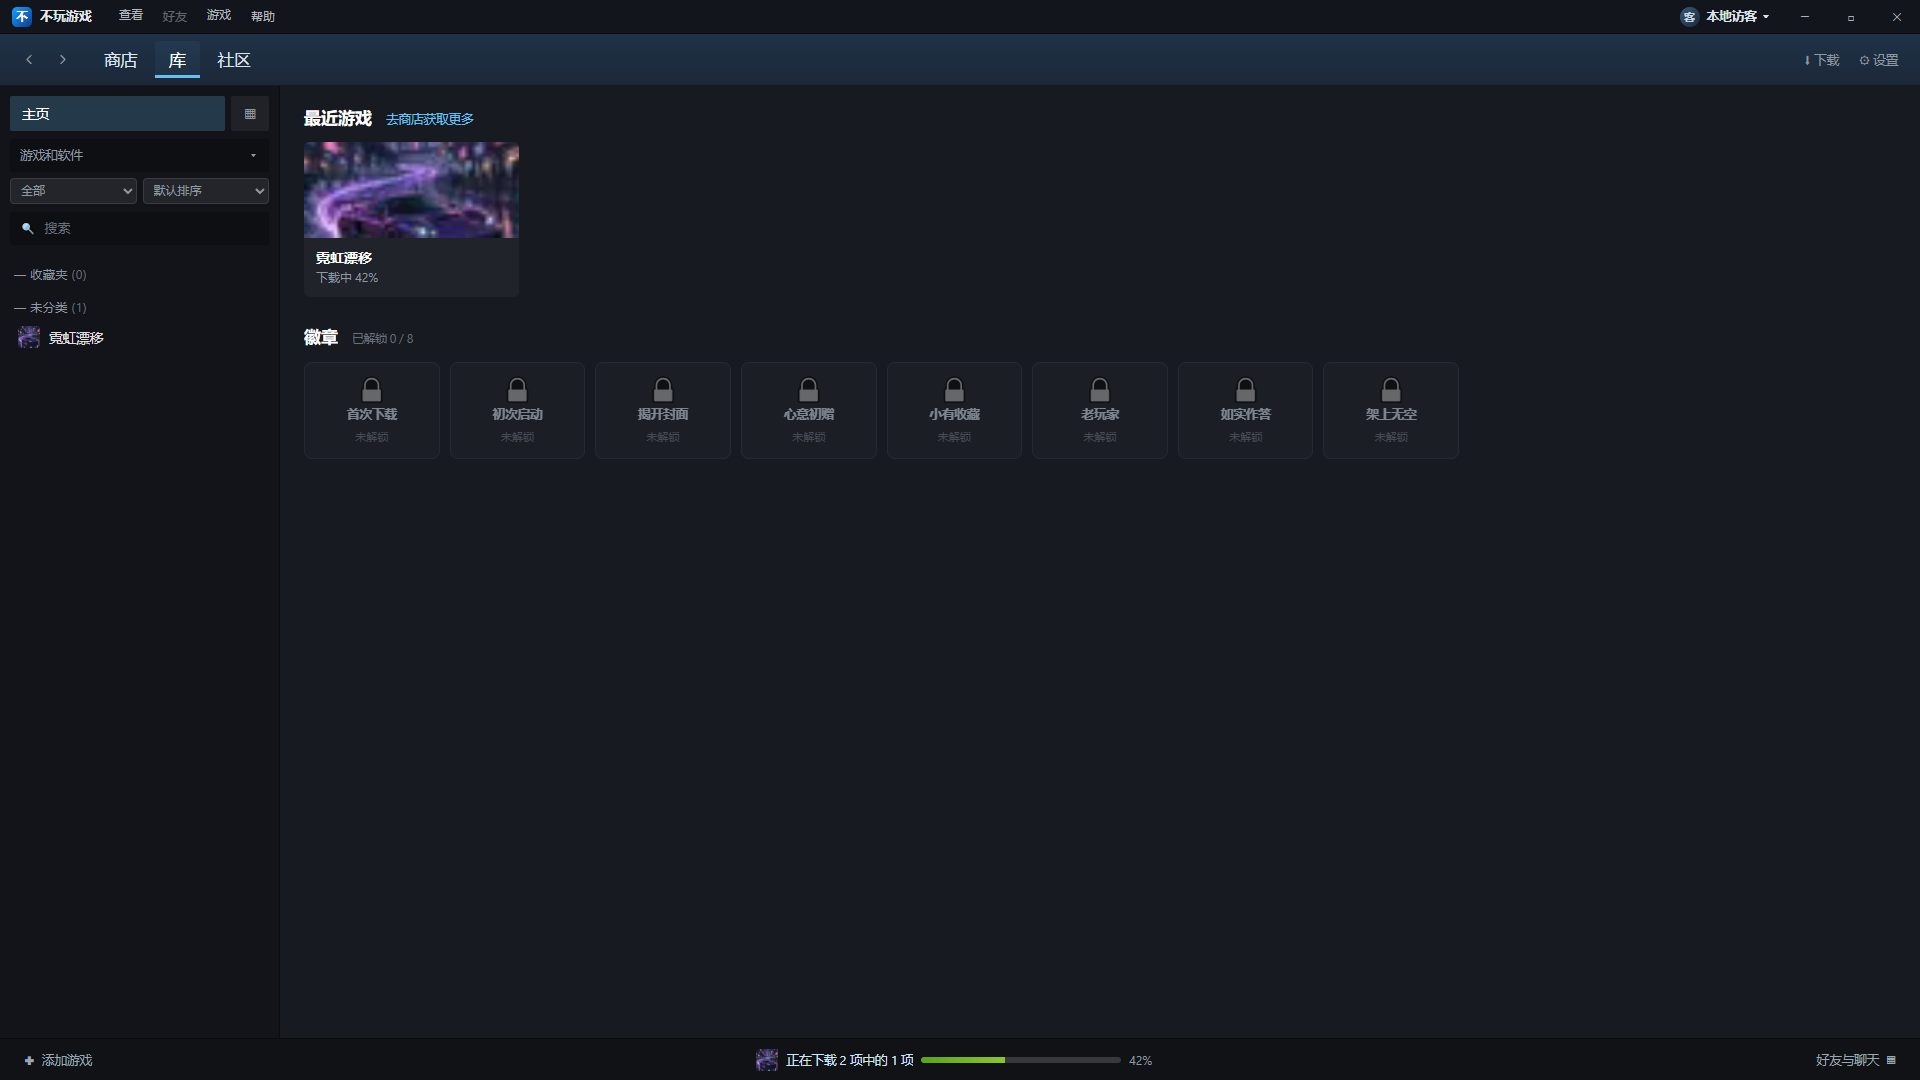 不 不玩游戏 查看 好友 游戏 帮助 客 本地访客
商店 库 社区 下载 设置
主页
游戏和软件
全部 默认排序
搜索
— 收藏夹 (0)
— 未分类 (1)
霓虹漂移
最近游戏 去商店获取更多
霓虹漂移
下载中 42%
徽章 已解锁 0 / 8
首次下载 初次启动 揭开封面 心意初赠 小有收藏 老玩家 如实作答 架上无空
未解锁 未解锁 未解锁 未解锁 未解锁 未解锁 未解锁 未解锁
添加游戏 正在下载 2 项中的 1 项 42% 好友与聊天